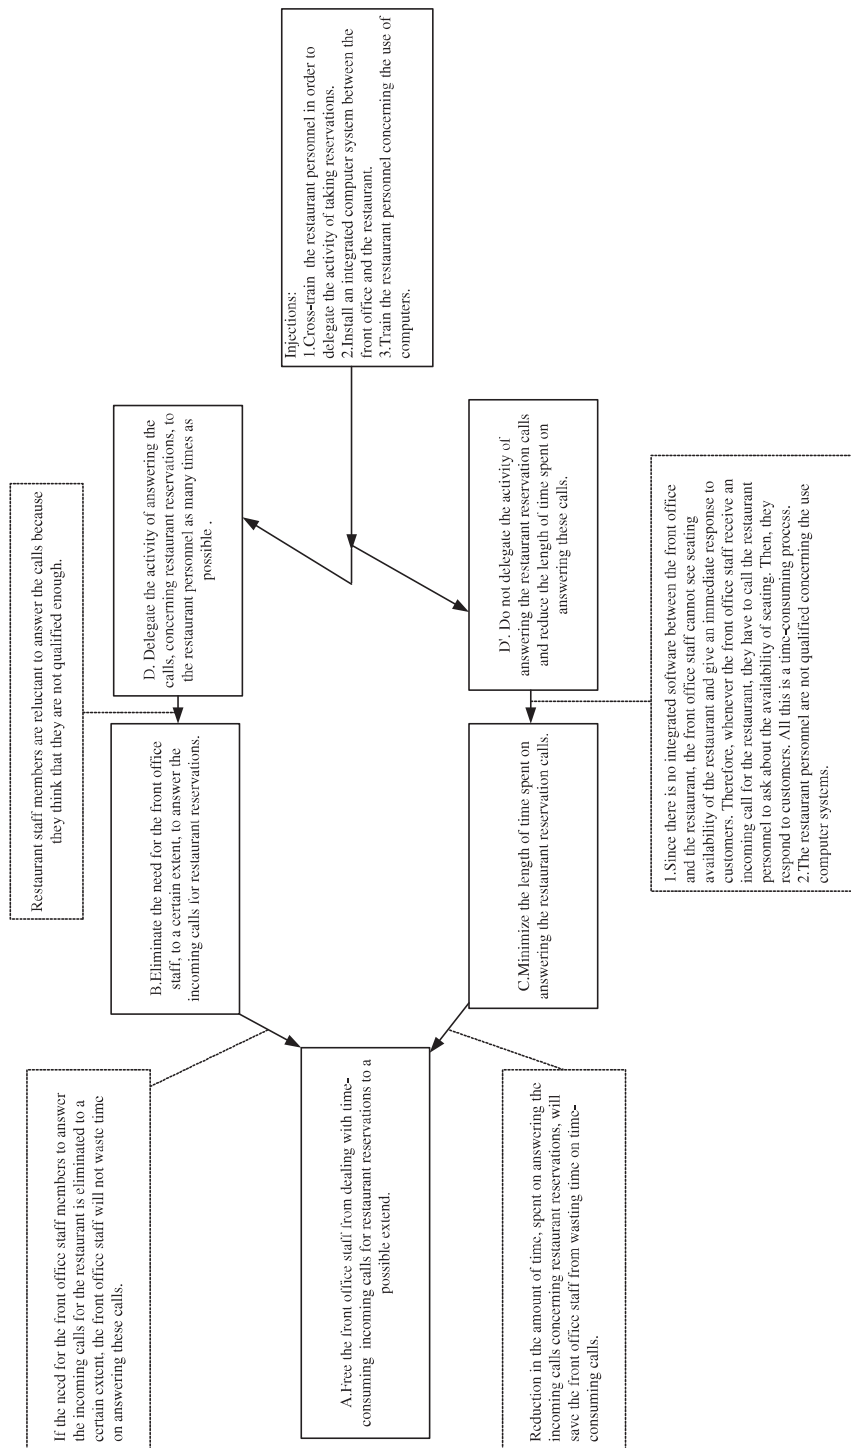 If the need for the front office staff members to answer
the incoming calls for the restaurant is eliminated to a
certain extent, the front office staff will not waste time
on answering these calls.
Restaurant staff members are reluctant to answer the calls because
they think that they are not qualified enough.
B.Eliminate the need for the front office
staff, to a certain extent, to answer the
incoming calls for restaurant reservations.
D. Delegate the activity of answering the
calls, concerning restaurant reservations, to
the restaurant personnel as many times as
possible .
A.Free the front office staff from dealing with time-
consuming incoming calls for restaurant reservations to a
possible extend.
Injections:
1.Cross-train the restaurant personnel in order to
delegate the activity of taking reservations.
2.Install an integrated computer system between the
front office and the restaurant.
3.Train the restaurant personnel concerning the use of
computers.
C.Minimize the length of time spent on
answering the restaurant reservation calls.
D'. Do not delegate the activity of
answering the restaurant reservation calls
and reduce the length of time spent on
answering these calls.
Reduction in the amount of time, spent on answering the
incoming calls concerning restaurant reservations, will
save the front office staff from wasting time on time-
consuming calls.
1.Since there is no integrated software between the front office
and the restaurant, the front office staff cannot see seating
availability of the restaurant and give an immediate response to
customers. Therefore, whenever the front office staff receive an
incoming call for the restaurant, they have to call the restaurant
personnel to ask about the availability of seating. Then, they
respond to customers. All this is a time-consuming process.
2.The restaurant personnel are not qualified concerning the use
computer systems.